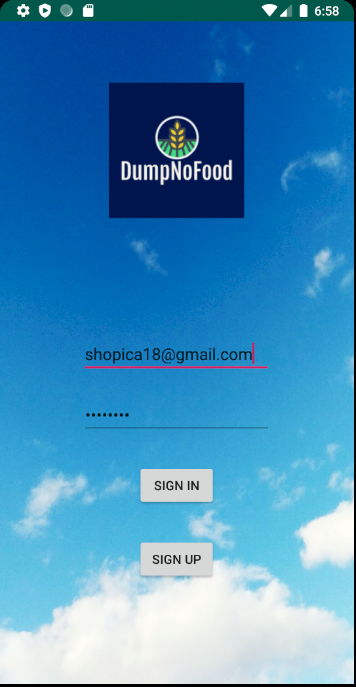 6:58
DumpNoFood
shopica18@gmail.com
••••••••
SIGN IN
SIGN UP